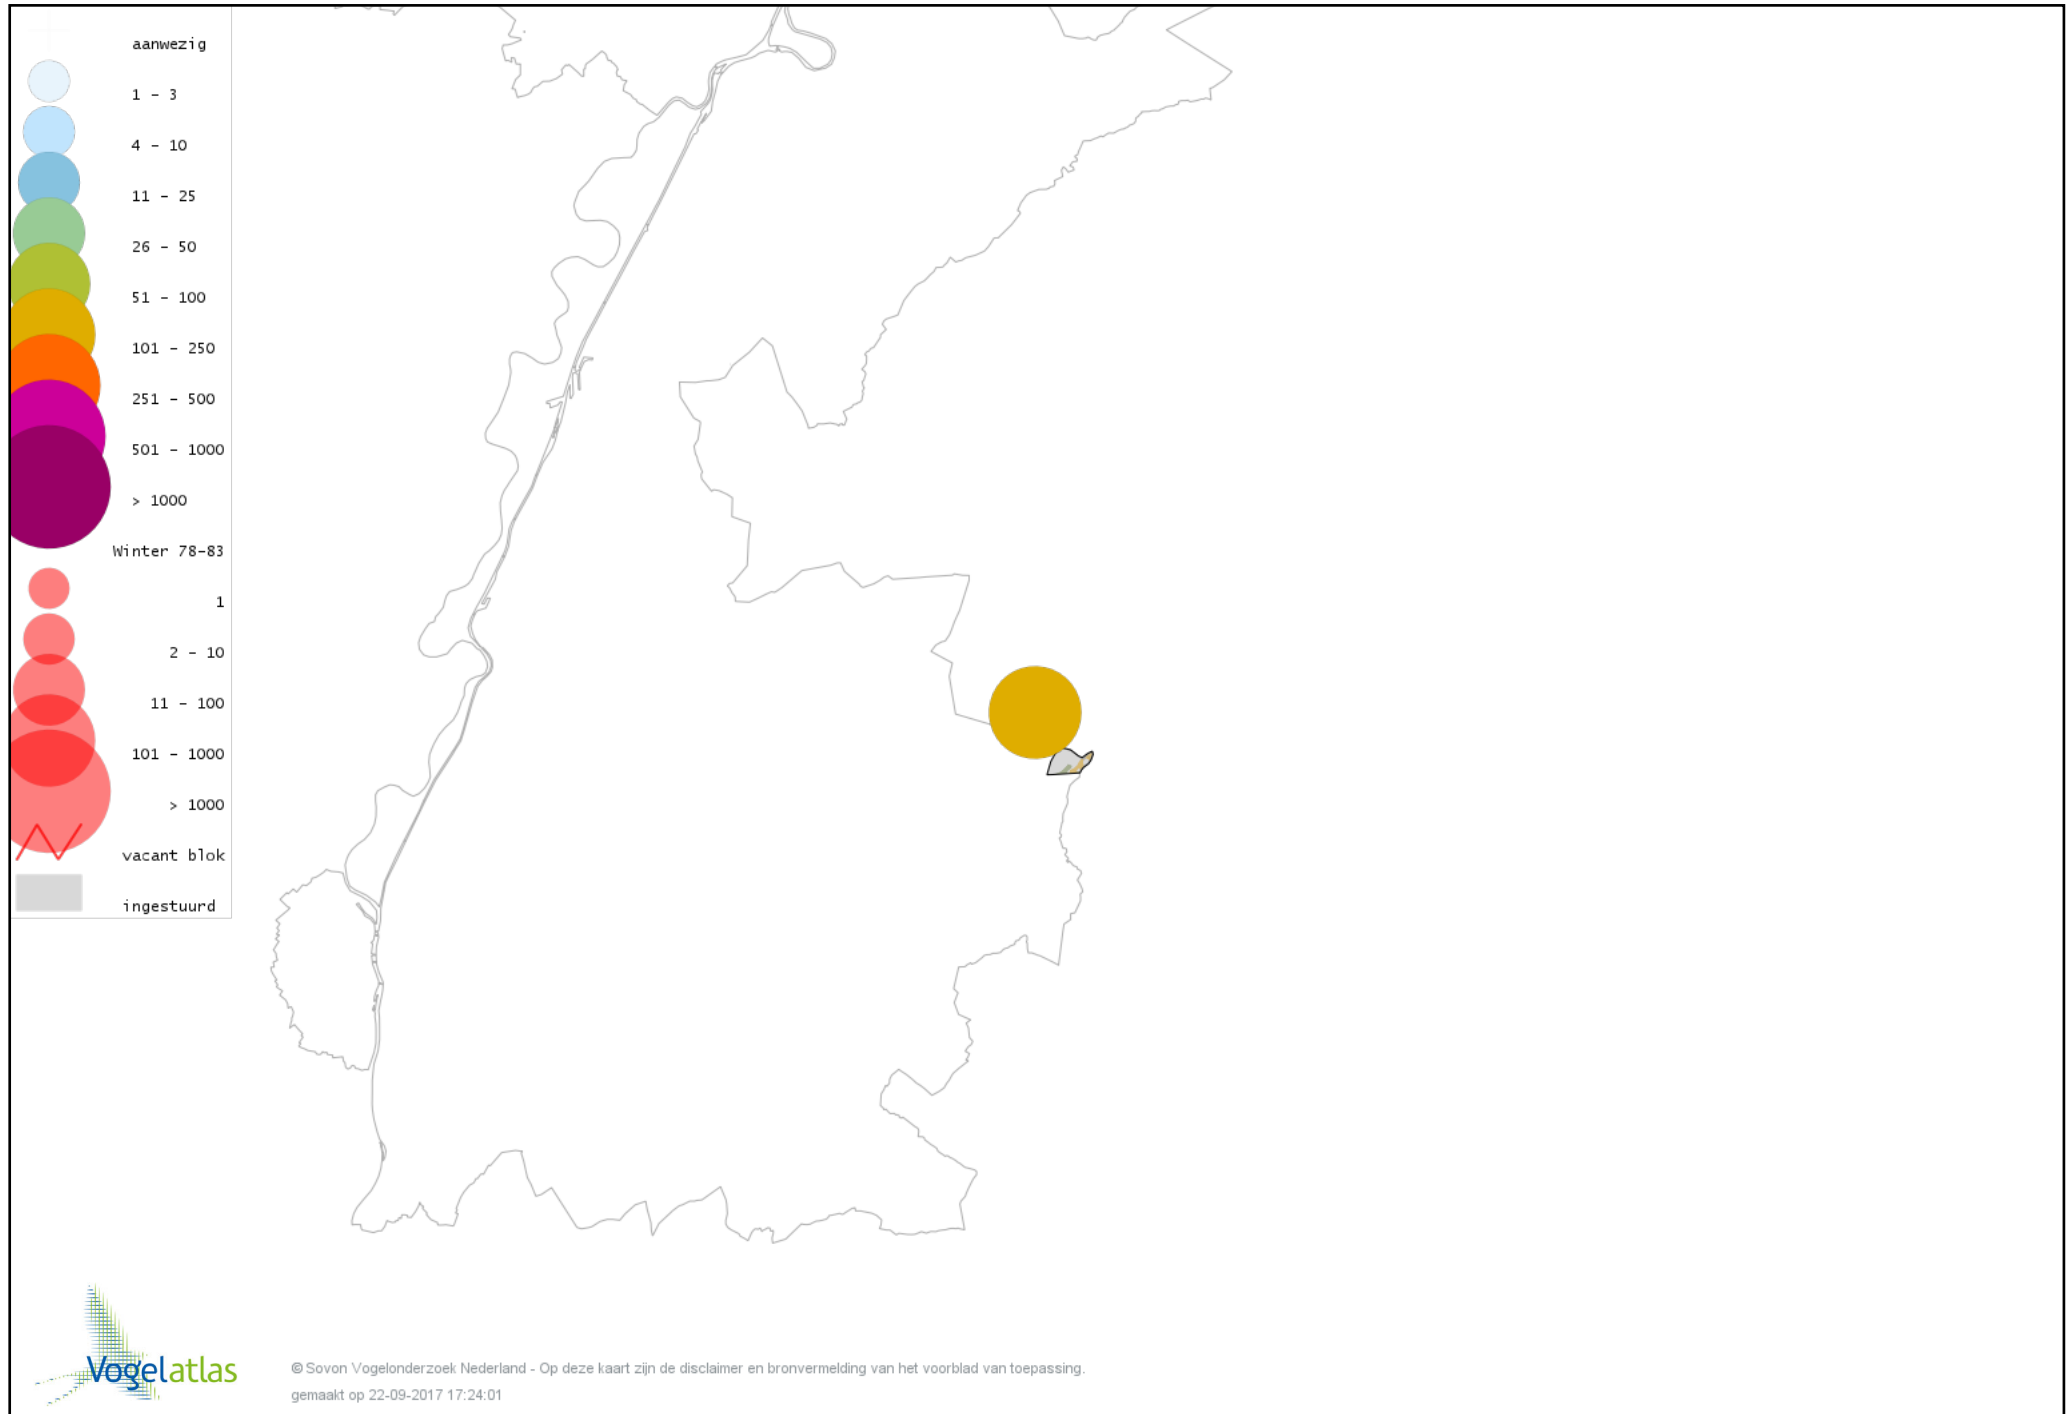 aanwezig
1 - 3
4 - 10
11 - 25
26 - 50
51 - 100
101 - 250
251 - 500
501 - 1000
> 1000
Winter 78-83
1
2 - 10
11 - 100
101 - 1000
> 1000
vacant blok
ingestuurd
Vogelatlas
© Sovon Vogelonderzoek Nederland - Op deze kaart zijn de disclaimer en bronvermelding van het voorblad van toepassing.
gemaakt op 22-09-2017 17:24:01